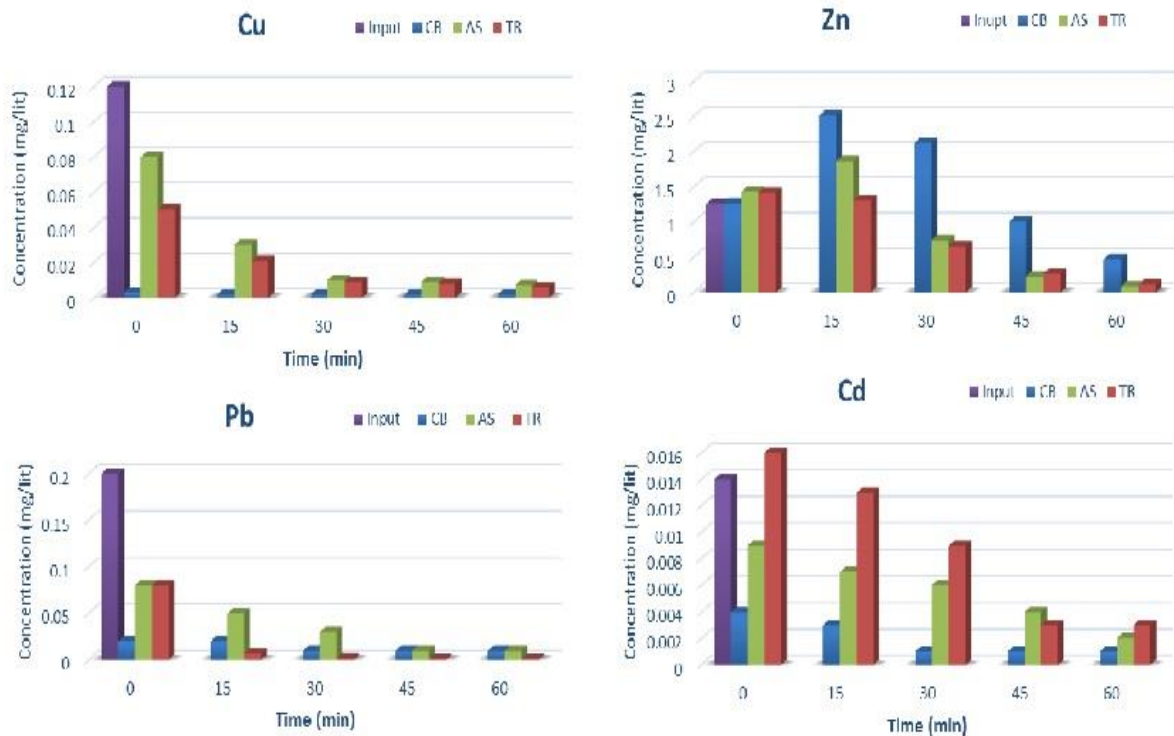 Cu
Input CB AS TR
Concentration (mg/lit)
0.12
0.1
0.08
0.06
0.04
0.02
0
0 15 30 45 60
Time (min)
Zn
Inupt CB AS TR
Concentration (mg/lit)
3
2.5
2
1.5
1
0.5
0
0 15 30 45 60
Pb
Input CB AS TR
Concentration (mg/lit)
0.2
0.15
0.1
0.05
0
0 15 30 45 60
Time (min)
Cd
Input CB AS TR
Concentration (mg/lit)
0.016
0.014
0.012
0.01
0.008
0.006
0.004
0.002
0
0 15 30 45 60
Time (min)